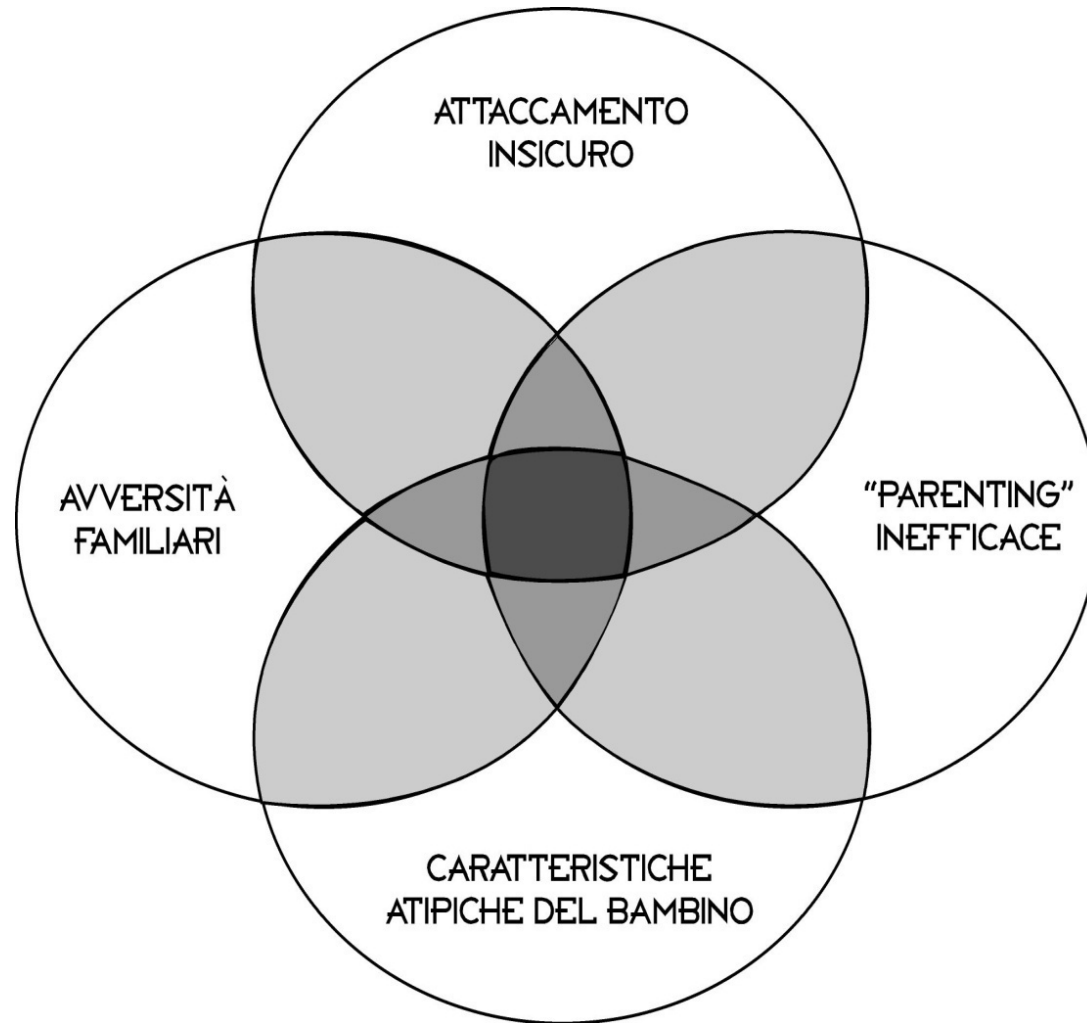 ATTACCAMENTO
INSICURO
AVVERSITÀ
FAMILIARI
“PARENTING”
INEFFICACE
CARATTERISTICHE
ATIPICHE DEL BAMBINO